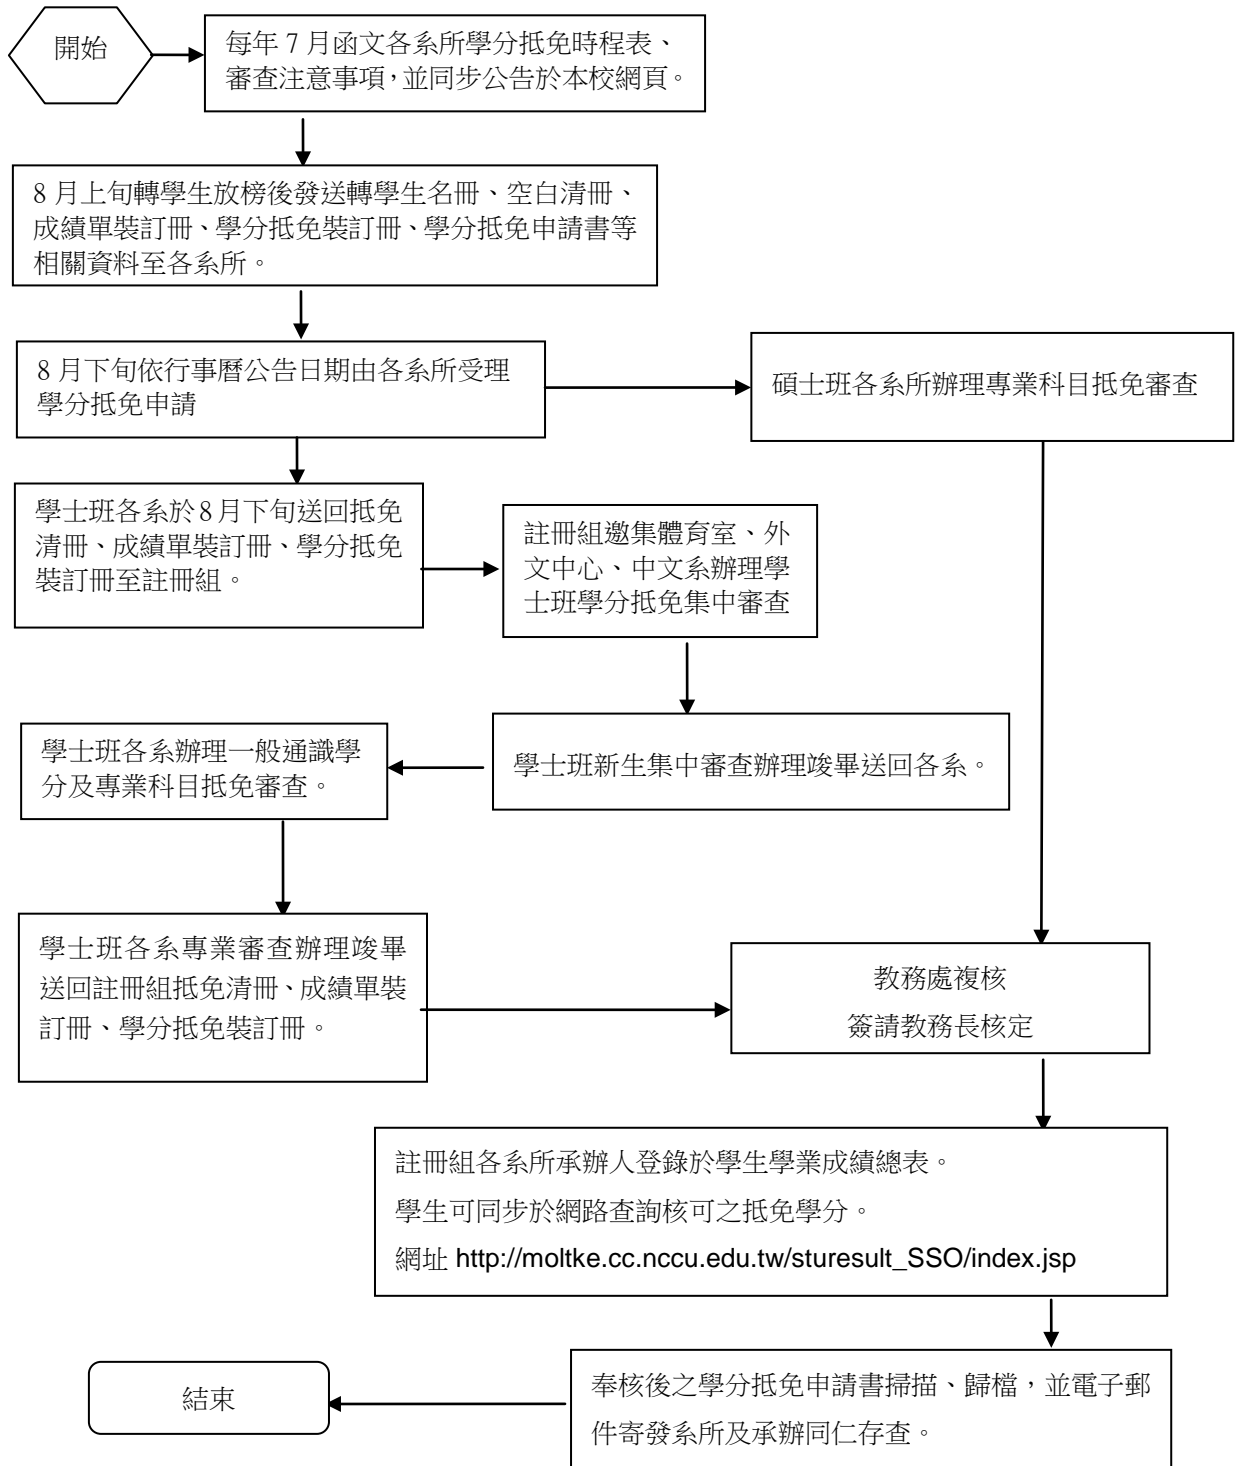 開始
每年 7 月函文各系所學分抵免時程表、
審查注意事項，並同步公告於本校網頁。
8 月上旬轉學生放榜後發送轉學生名冊、空白清冊、
成績單裝訂冊、學分抵免裝訂冊、學分抵免申請書等
相關資料至各系所。
8 月下旬依行事曆公告日期由各系所受理
學分抵免申請
碩士班各系所辦理專業科目抵免審查
學士班各系於 8 月下旬送回抵免
清冊、成績單裝訂冊、學分抵免
裝訂冊至註冊組。
註冊組邀集體育室、外
文中心、中文系辦理學
士班學分抵免集中審查
學士班各系辦理一般通識學
分及專業科目抵免審查。
學士班新生集中審查辦理竣畢送回各系。
學士班各系專業審查辦理竣畢
送回註冊組抵免清冊、成績單裝
訂冊、學分抵免裝訂冊。
教務處複核
簽請教務長核定
註冊組各系所承辦人登錄於學生學業成績總表。
學生可同步於網路查詢核可之抵免學分。
網址 http://moltke.cc.nccu.edu.tw/sturesult_SSO/index.jsp
奉核後之學分抵免申請書掃描、歸檔，並電子郵
件寄發系所及承辦同仁存查。
結束